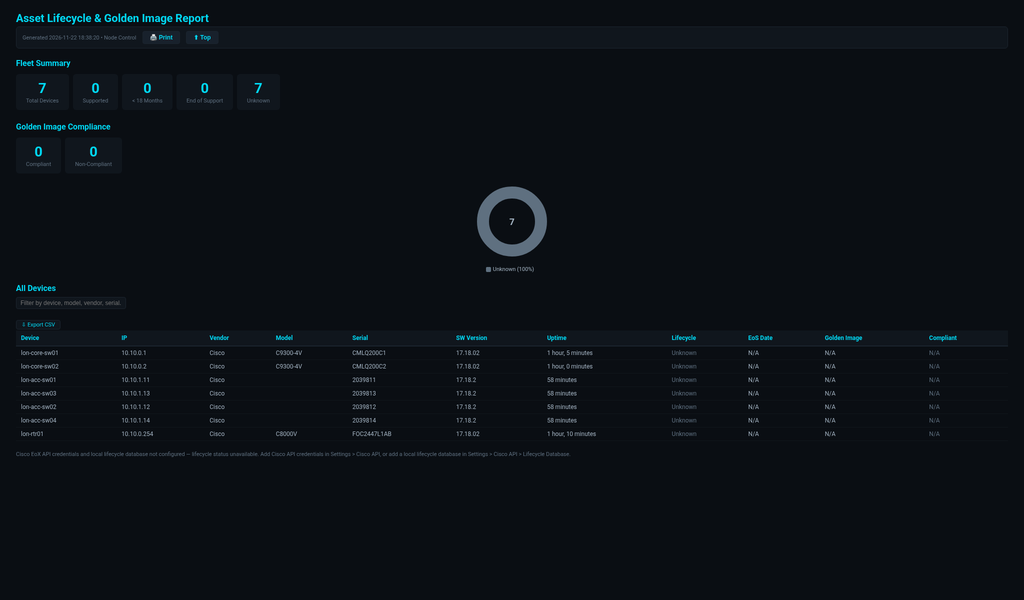 Asset Lifecycle & Golden Image Report
Generated 2026-11-22 18:38:20 • Node Control Print ⬆ Top
Fleet Summary
7 0 0 0 7
Total Devices Supported < 18 Months End of Support Unknown
Golden Image Compliance
0 0
Compliant Non-Compliant
7
Unknown (100%)
All Devices
Filter by device, model, vendor, serial.
⬇ Export CSV
Device IP Vendor Model Serial SW Version Uptime Lifecycle EoS Date Golden Image Compliant
lon-core-sw01 10.10.0.1 Cisco C9300-4V CMLQ200C1 17.18.02 1 hour, 5 minutes Unknown N/A N/A N/A
lon-core-sw02 10.10.0.2 Cisco C9300-4V CMLQ200C2 17.18.02 1 hour, 0 minutes Unknown N/A N/A N/A
lon-acc-sw01 10.10.1.11 Cisco 2039811 17.18.2 58 minutes Unknown N/A N/A N/A
lon-acc-sw03 10.10.1.13 Cisco 2039813 17.18.2 58 minutes Unknown N/A N/A N/A
lon-acc-sw02 10.10.1.12 Cisco 2039812 17.18.2 58 minutes Unknown N/A N/A N/A
lon-acc-sw04 10.10.1.14 Cisco 2039814 17.18.2 58 minutes Unknown N/A N/A N/A
lon-rtr01 10.10.0.254 Cisco C8000V FOC2447L1AB 17.18.02 1 hour, 10 minutes Unknown N/A N/A N/A
Cisco EoX API credentials and local lifecycle database not configured — lifecycle status unavailable. Add Cisco API credentials in Settings > Cisco API, or add a local lifecycle database in Settings > Cisco API > Lifecycle Database.